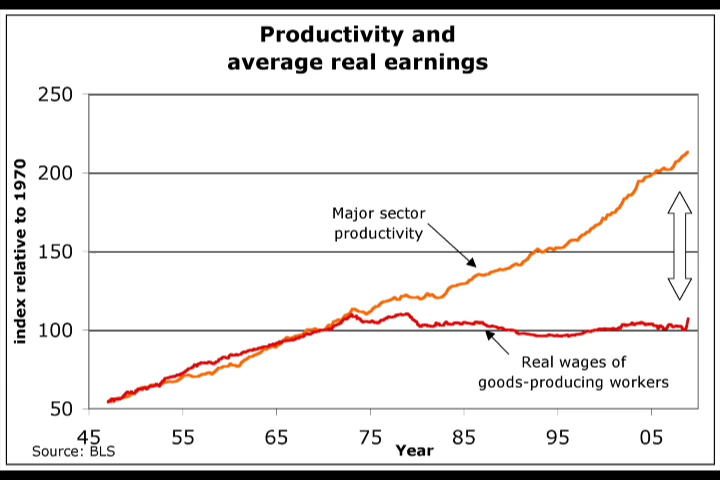 Productivity and
average real earnings
index relative to 1970
250
200
150
100
50
Major sector
productivity
Real wages of
goods-producing workers
45 55 65 75 85 95 05
Year
Source: BLS